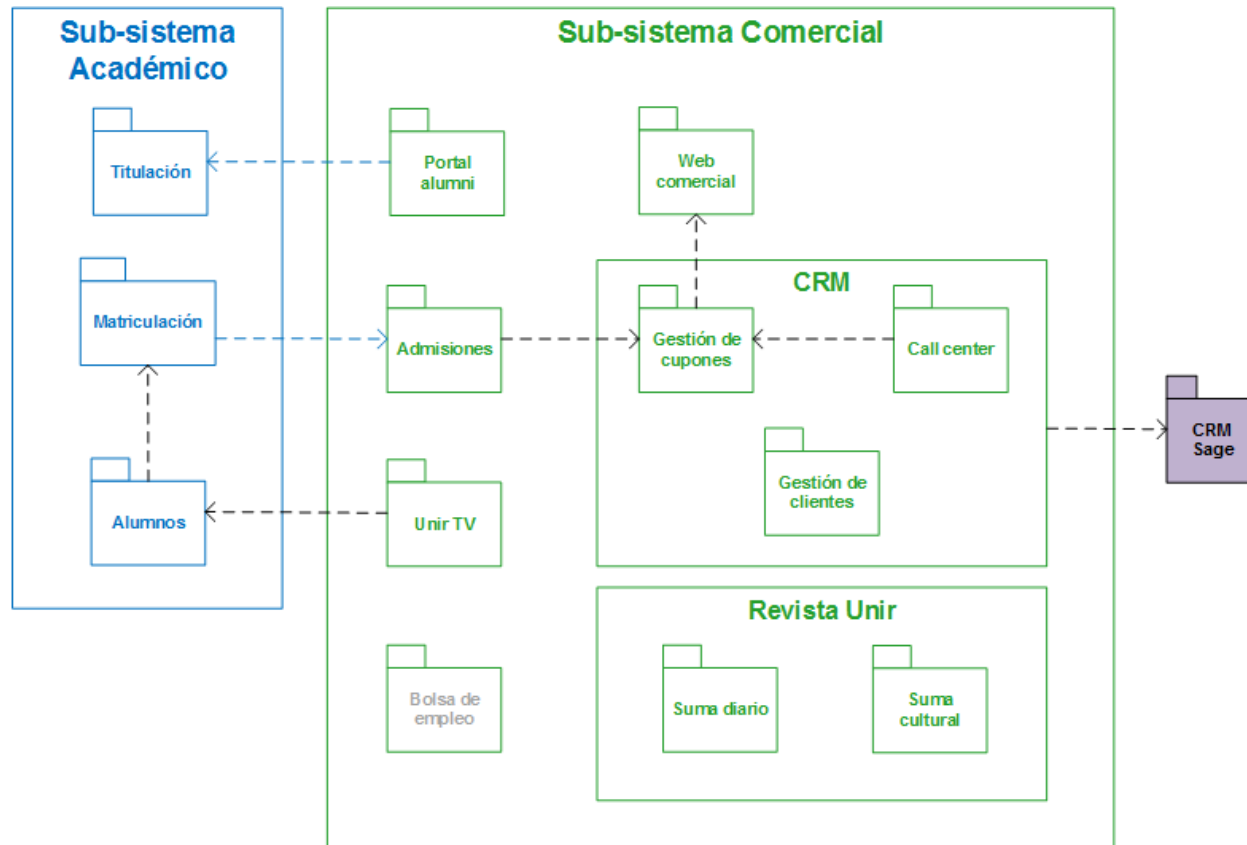 Sub-sistema
Académico
Sub-sistema Comercial
Titulación
Portal
alumni
Web
comercial
CRM
Matriculación
Admisiones
Gestión de
cupones
Call center
CRM
Sage
Gestión de
clientes
Alumnos
Unir TV
Revista Unir
Bolsa de
empleo
Suma diario
Suma
cultural